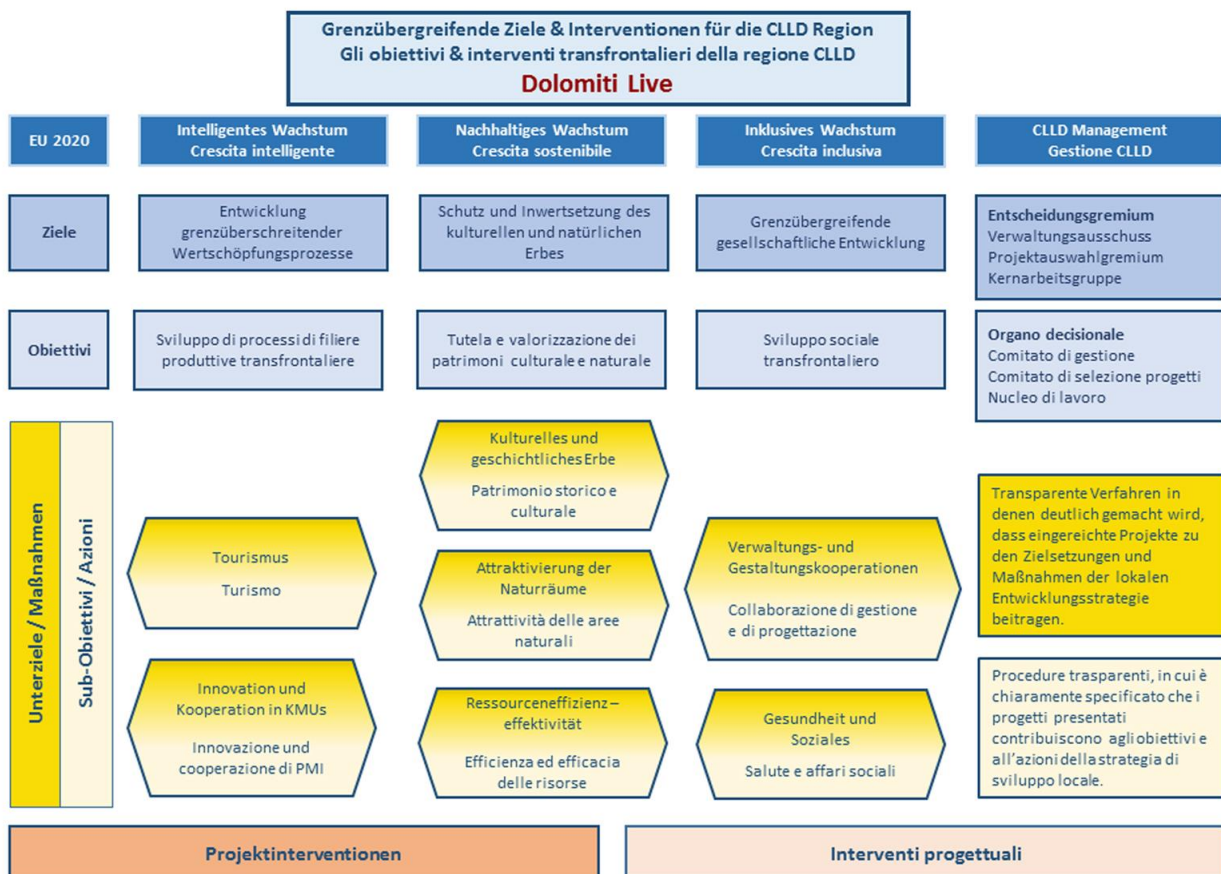 Grenzübergreifende Ziele & Interventionen für die CLLD Region
Gli obiettivi & interventi transfrontalieri della regione CLLD
Dolomiti Live
EU 2020
Intelligentes Wachstum
Crescita intelligente
Nachhaltiges Wachstum
Crescita sostenibile
Inklusives Wachstum
Crescita inclusiva
CLLD Management
Gestione CLLD
Ziele
Entwicklung
grenzüberschreitender
Wertschöpfungsprozesse
Schutz und Inwertsetzung des
kulturellen und natürlichen
Erbes
Grenzübergreifende
gesellschaftliche Entwicklung
Entscheidungsgremium
Verwaltungsausschuss
Projektauswahlgremium
Kernarbeitsgruppe
Obiettivi
Sviluppo di processi di filiere
produttive transfrontaliere
Tutela e valorizzazione dei
patrimoni culturale e naturale
Sviluppo sociale
transfrontaliero
Organo decisionale
Comitato di gestione
Comitato di selezione progetti
Nucleo di lavoro
Unterziele / Maßnahmen
Sub-Obiettivi / Azioni
Tourismus
Turismo
Innovation und
Kooperation in KMUs
Innovazione und
cooperazione di PMI
Kulturelles und
geschichtliches Erbe
Patrimonio storico e
culturale
Attraktivierung der
Naturräume
Attrattività delle aree
naturali
Ressourceneffizienz –
effektivität
Efficienza ed efficacia
delle risorse
Verwaltungs- und
Gestaltungskooperationen
Collaborazione di gestione
e di progettazione
Gesundheit und
Soziales
Salute e affari sociali
Transparente Verfahren in
denen deutlich gemacht wird,
dass eingereichte Projekte zu
den Zielsetzungen und
Maßnahmen der lokalen
Entwicklungsstrategie
beitragen.
Procedure trasparenti, in cui è
chiaramente specificato che i
progetti presentati
contribuiscono agli obiettivi e
all'azioni della strategia di
sviluppo locale.
Projektinterventionen
Interventi progettuali